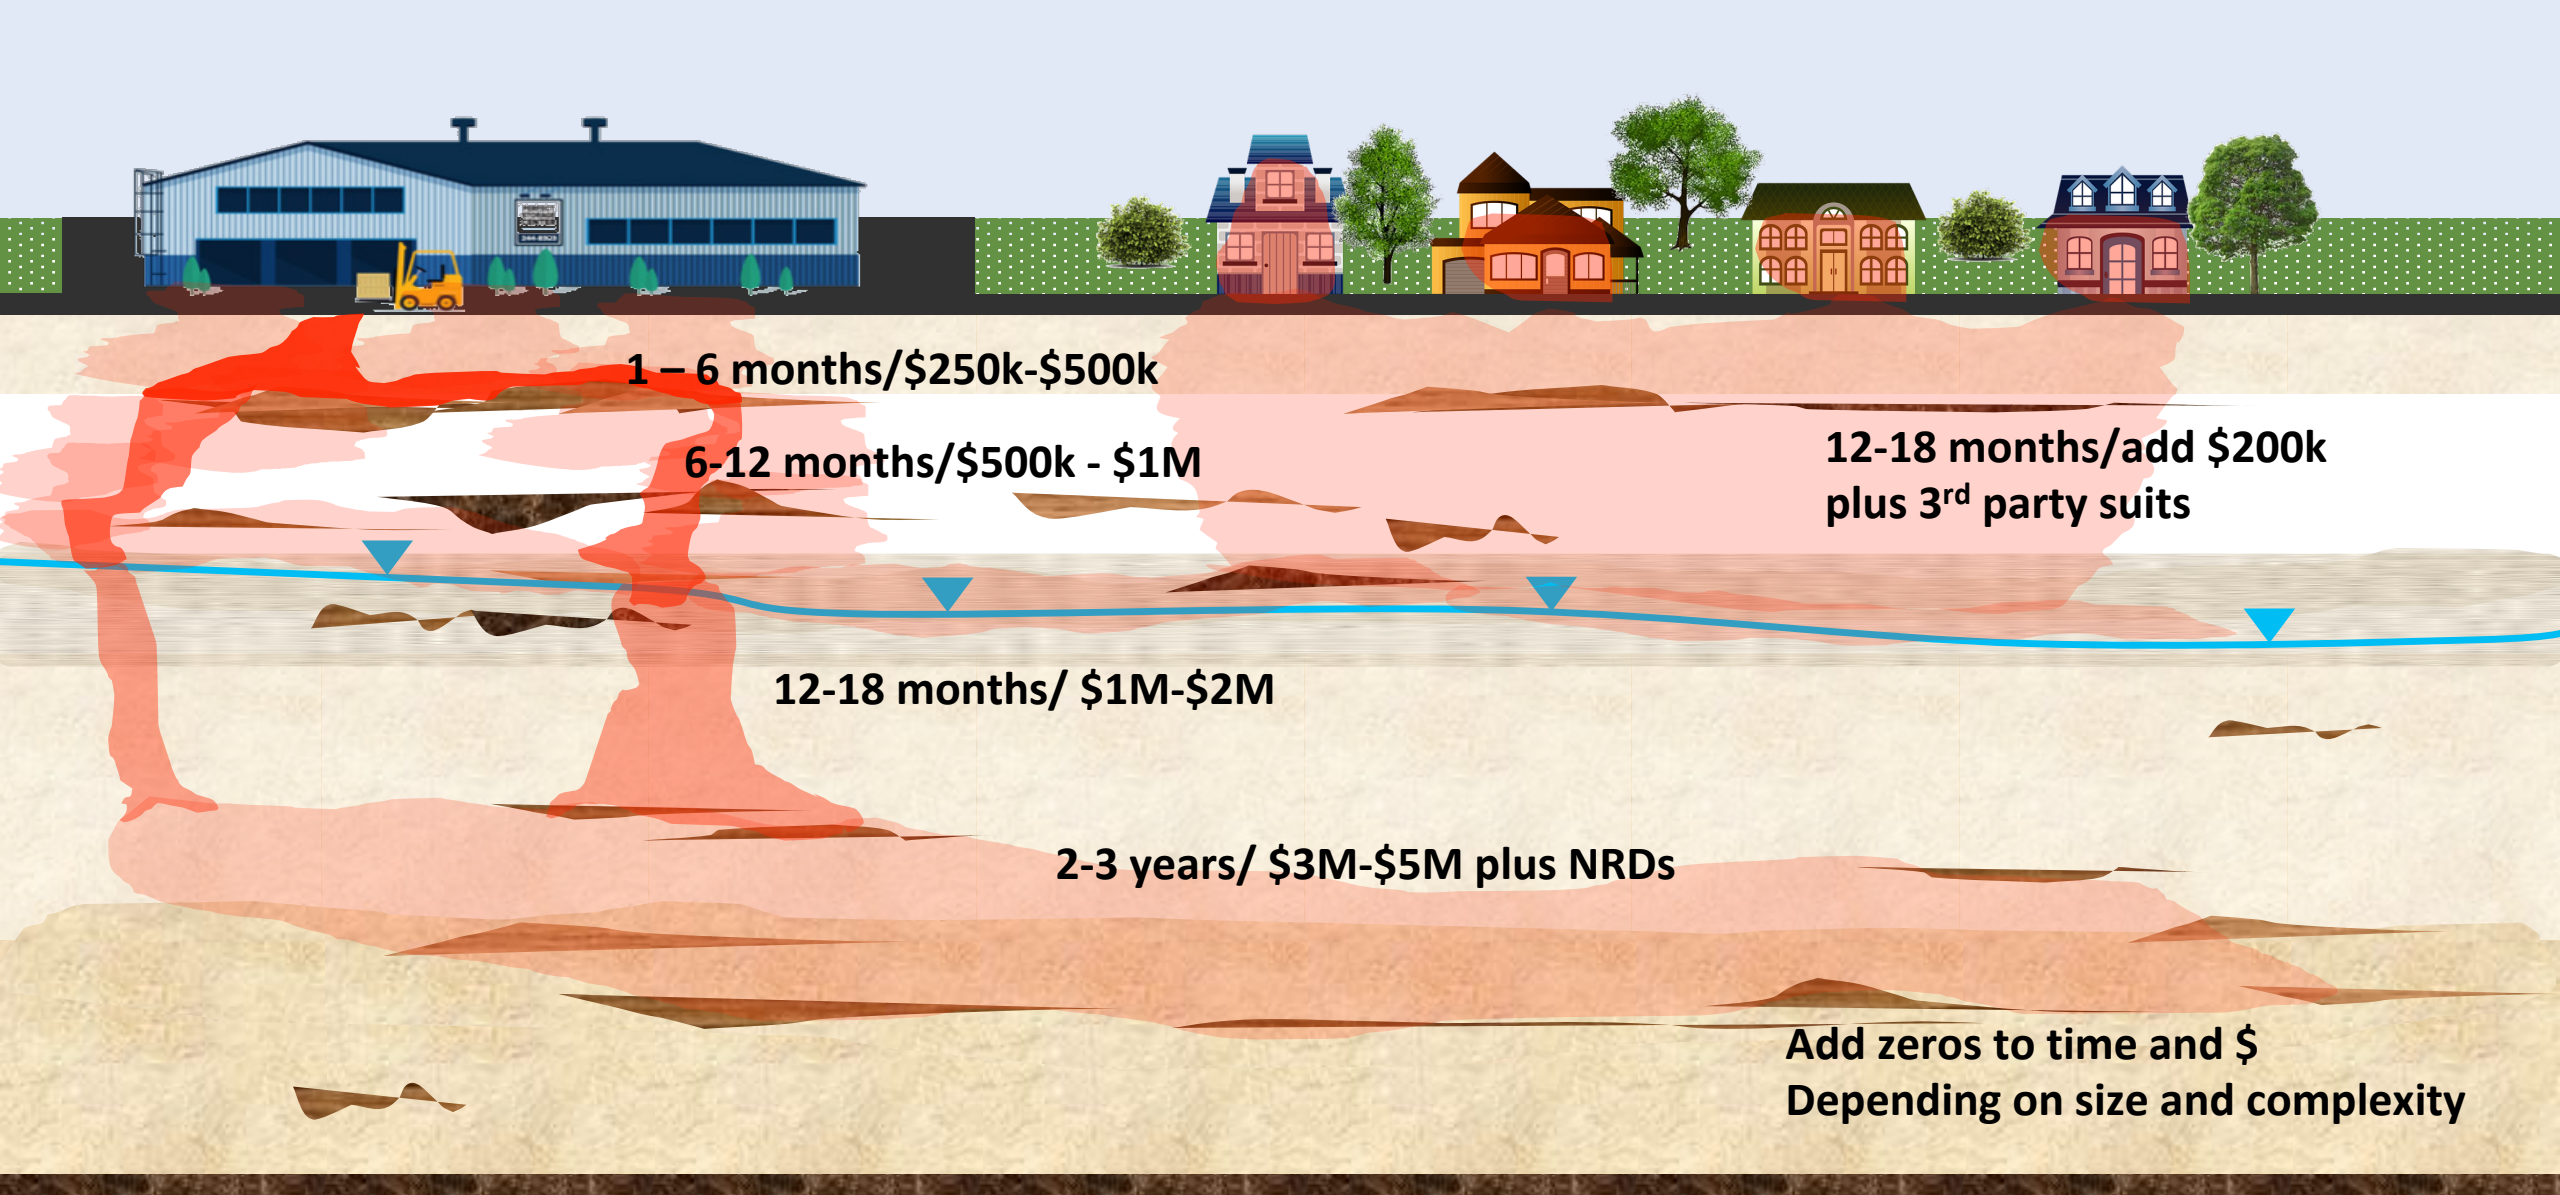 1 – 6 months/$250k-$500k
6-12 months/$500k - $1M
12-18 months/add $200k
plus 3rd party suits
12-18 months/ $1M-$2M
2-3 years/ $3M-$5M plus NRDs
Add zeros to time and $
Depending on size and complexity